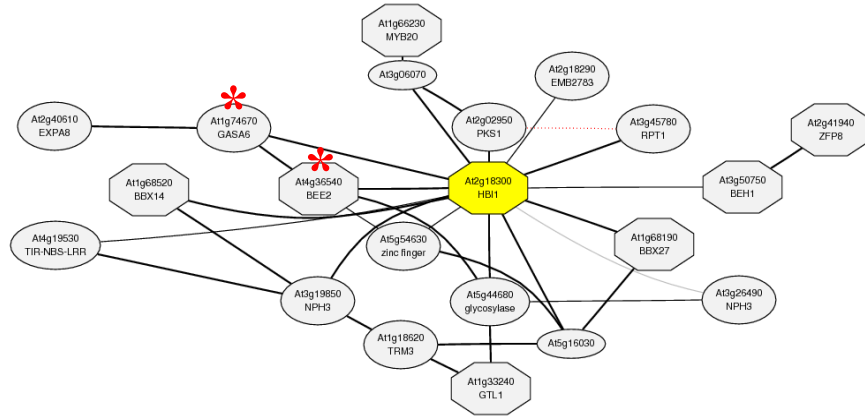 At1g66230
MYB20
At3g06070
At2g18290
EMB2783
At2g40610
EXPA8
At1g74670
GASA6
At2g02950
PKS1
At3g45780
RPT1
At2g41940
ZFP8
At1g68520
BBX14
At4g36540
BEE2
At2g18300
HBI1
At3g50750
BEH1
At4g19530
TIR-NBS-LRR
At5g54630
zinc finger
At1g68190
BBX27
At3g19850
NPH3
At5g44680
glycosylase
At3g26490
NPH3
At1g18620
TRM3
At5g16030
At1g33240
GTL1